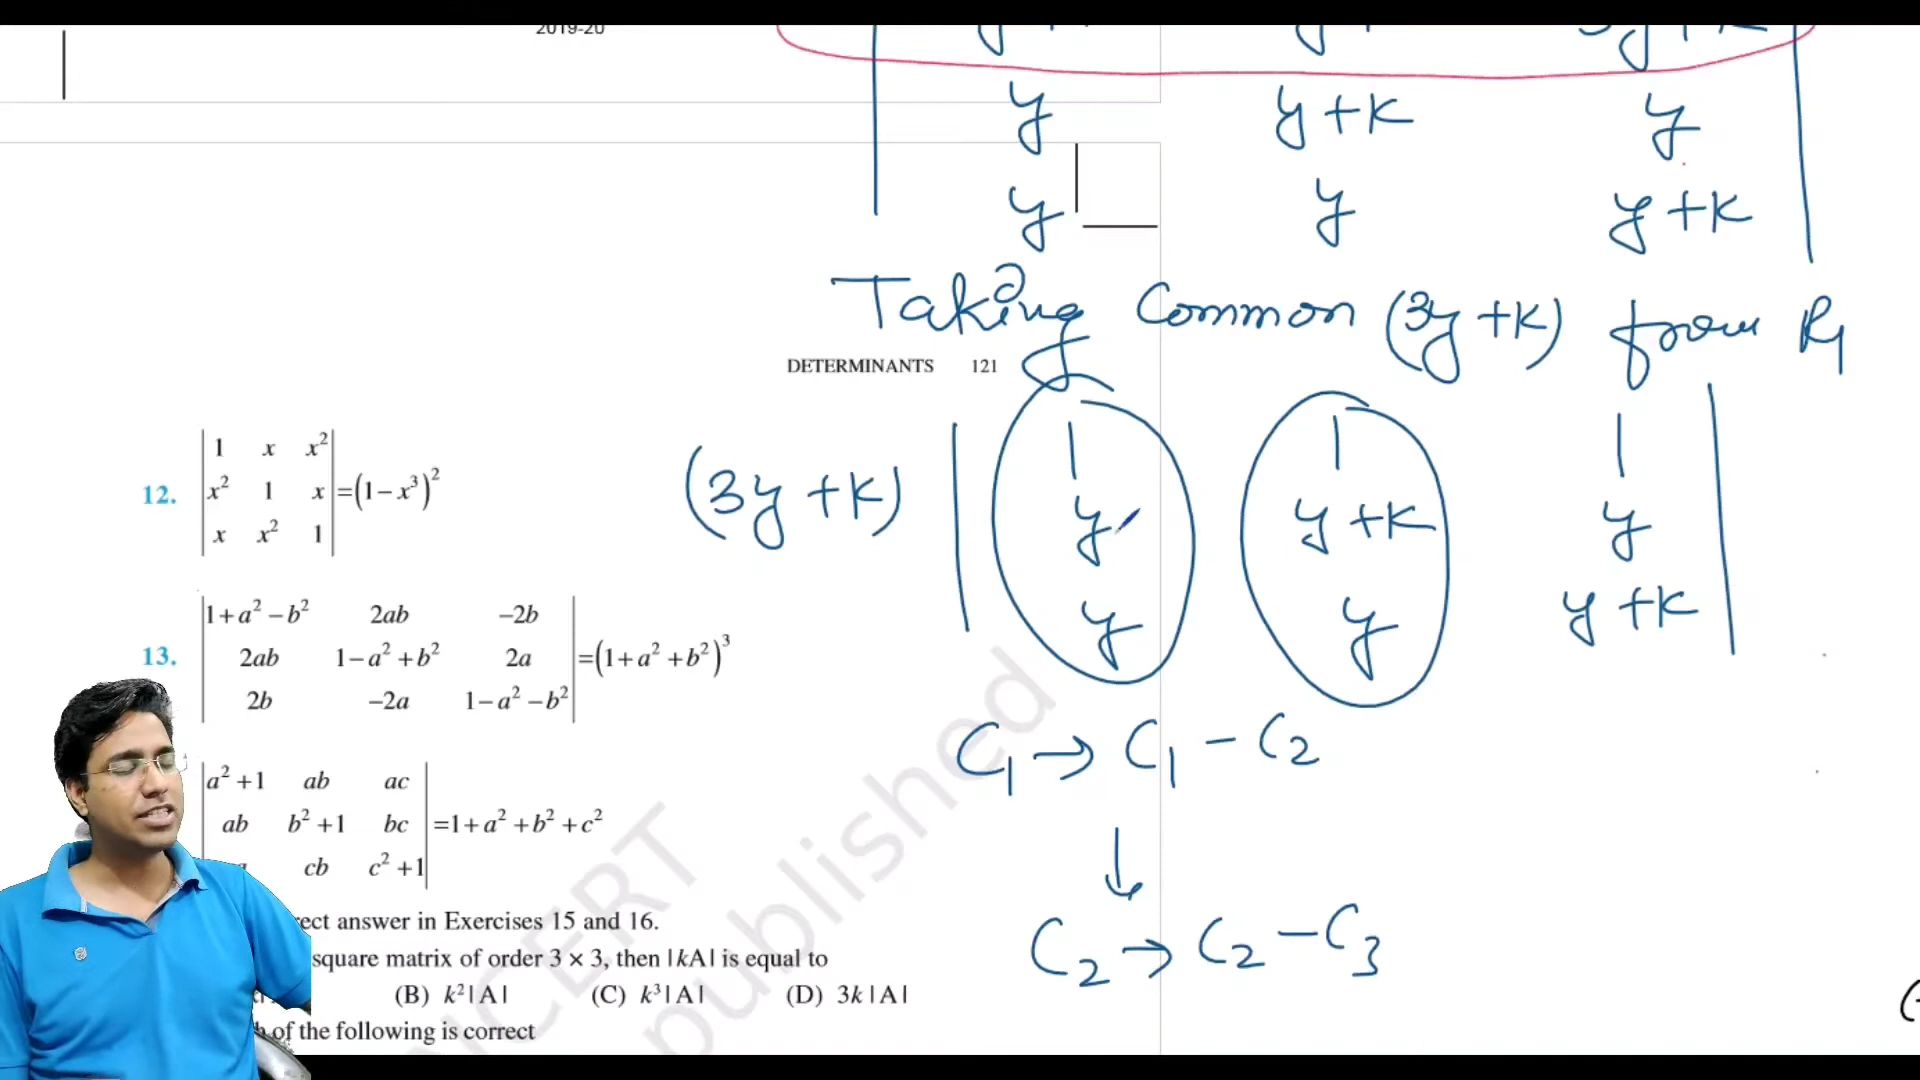 2019-20
y y+k y
y y y+k
Taking Common (3y+k) from R1
DETERMINANTS 121
(3y+k) | 1 1 1 |
| y y+k y |
| y y y+k |
C1 → C1 - C2
↓
C2 → C2 - C3
12. | 1 x x² |
| x² 1 x | =(1-x³)²
| x x² 1 |
13. | 1+a²-b² 2ab -2b |
| 2ab 1-a²+b² 2a | =(1+a²+b²)³
| 2b -2a 1-a²-b² |
| a²+1 ab ac |
| ab b²+1 bc | =1+a²+b²+c²
cb c²+1 |
answer in Exercises 15 and 16.
square matrix of order 3 × 3, then |kA| is equal to
(B) k²|A| (C) k³|A| (D) 3k|A|
of the following is correct
NCERT
published